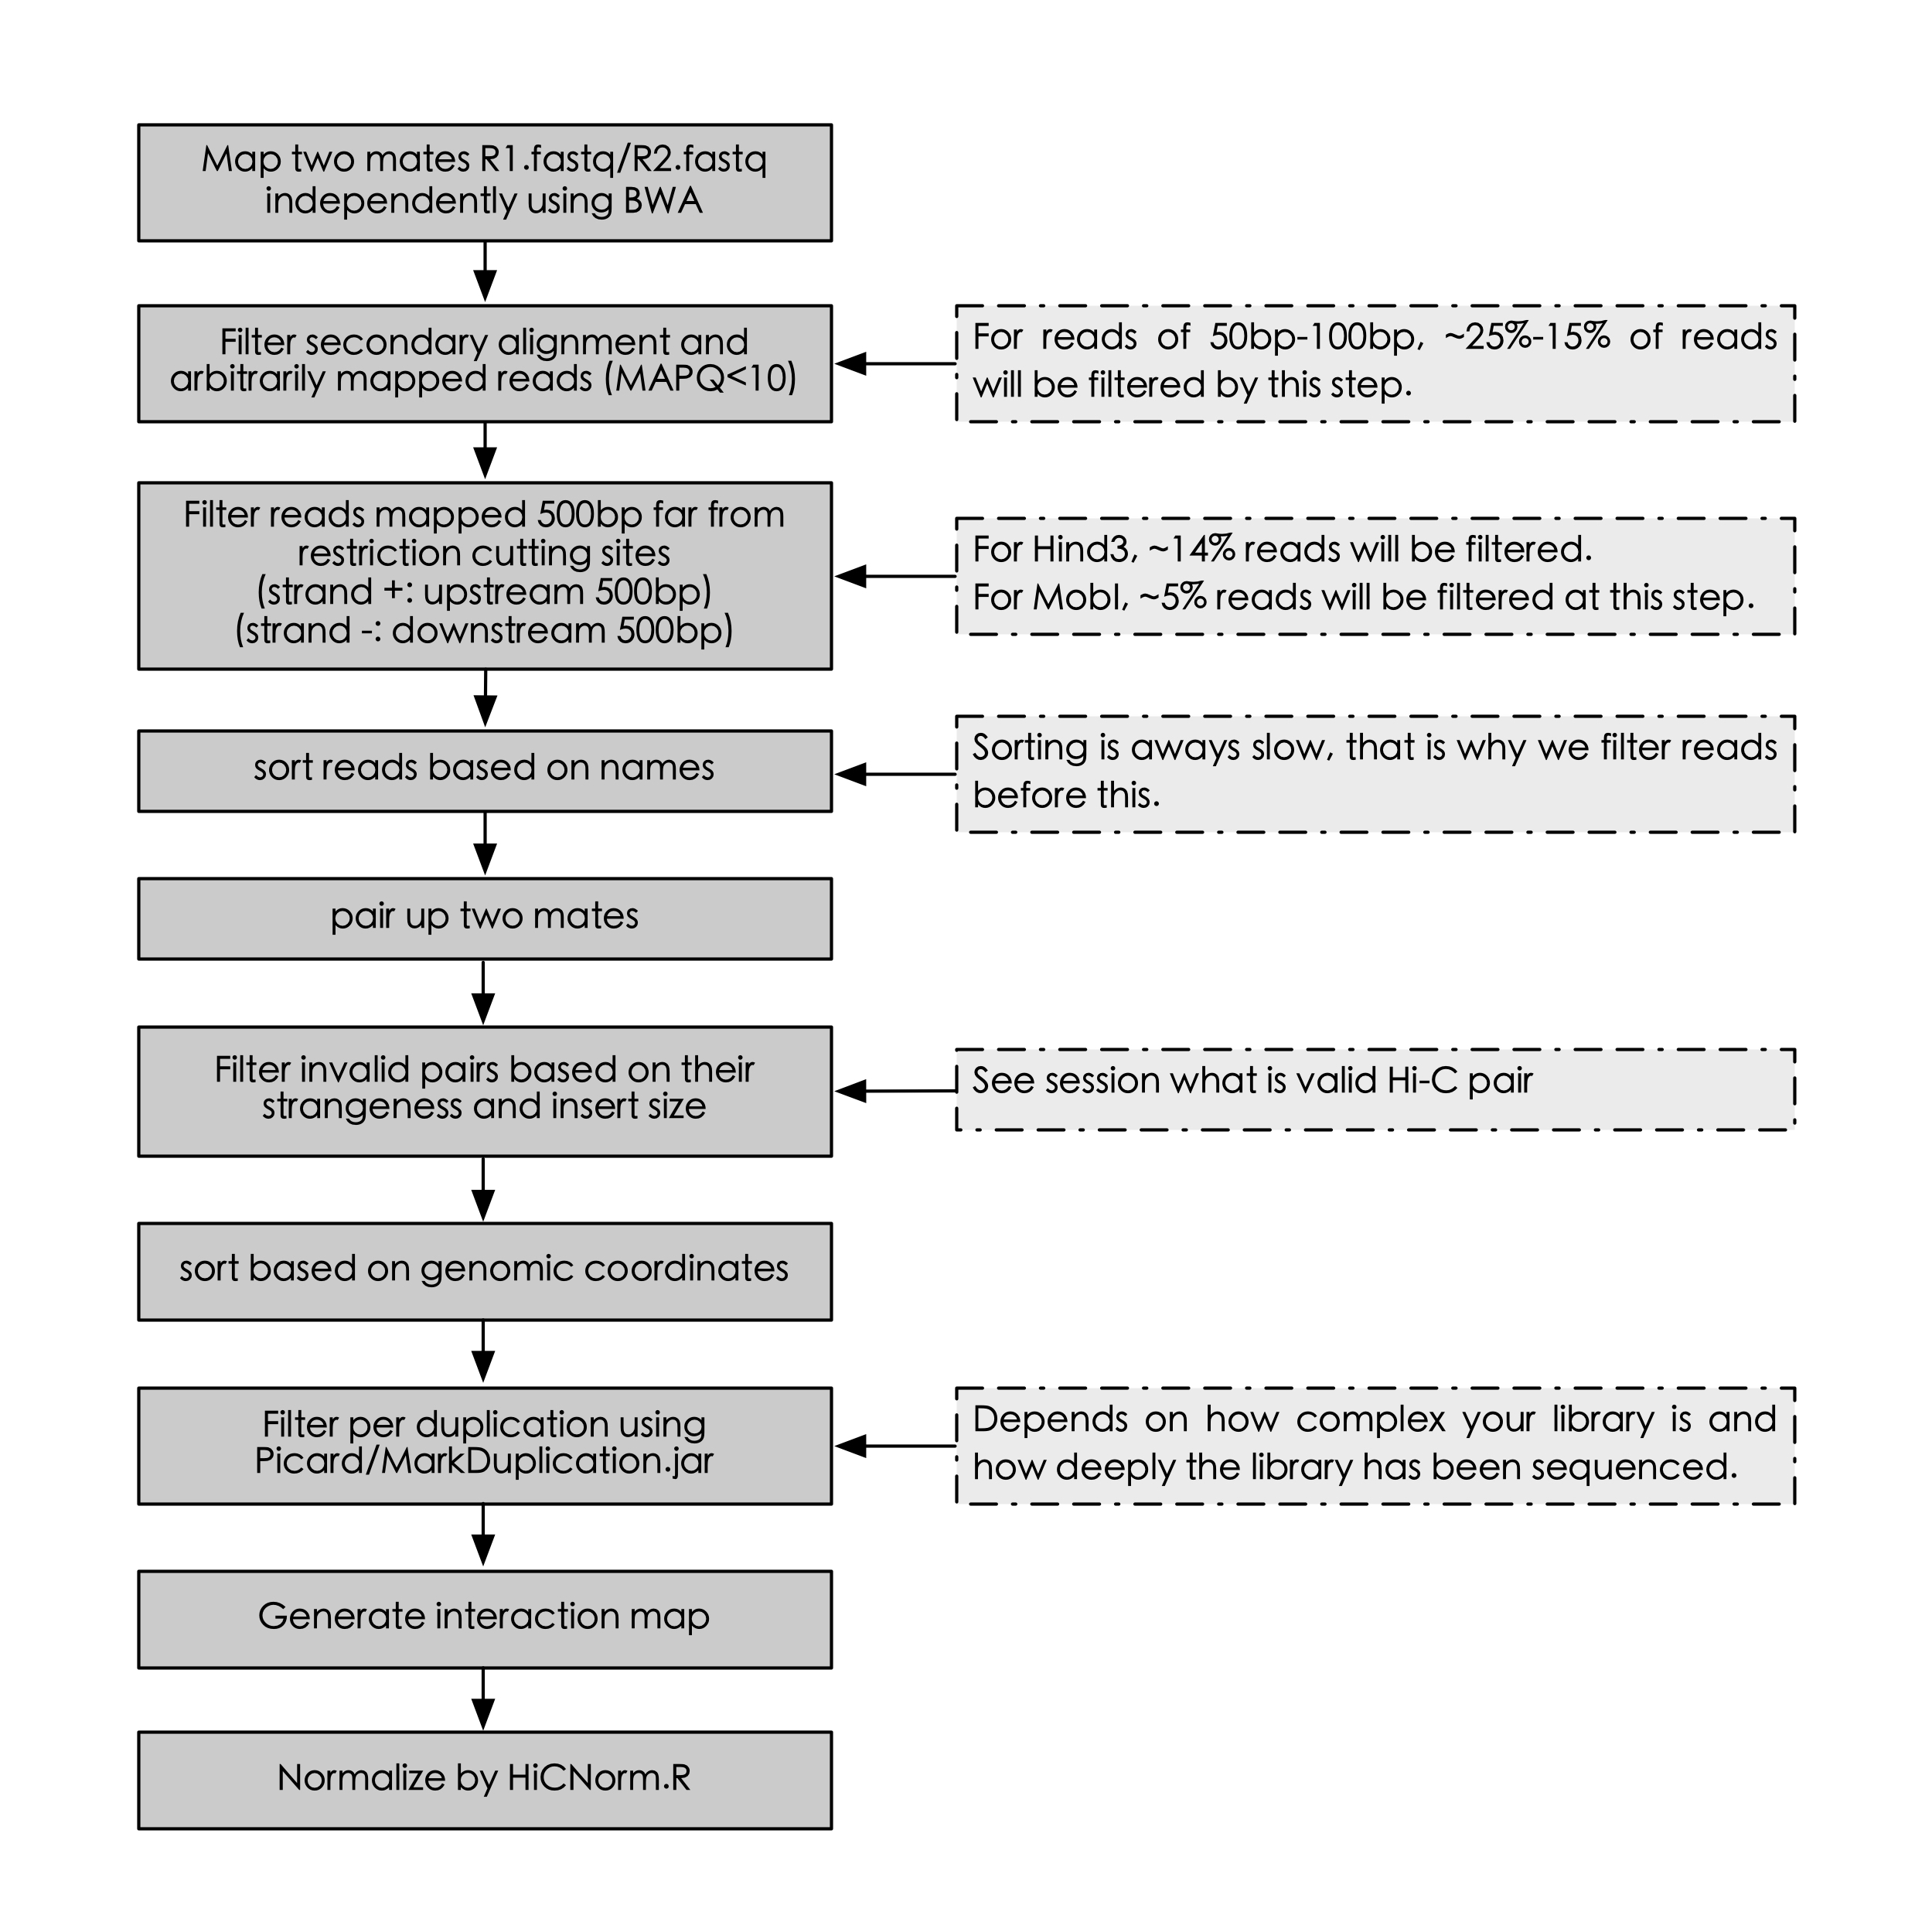 Map two mates R1.fastq/R2.fastq
independently using BWA
Filter secondary alignment and
arbitrarily mapped reads (MAPQ<10)
For reads of 50bp-100bp, ~25%-15% of reads
will be filtered by this step.
Filter reads mapped 500bp far from
restriction cutting sites
(strand +: upstream 500bp)
(strand -: downstream 500bp)
For Hind3, ~14% reads will be filtered.
For MobI, ~5% reads will be filtered at this step.
sort reads based on names
Sorting is aways slow, that is why we filter reads
before this.
pair up two mates
Filter invalid pairs based on their
strangeness and insert size
See session what is valid Hi-C pair
sort based on genomic coordinates
Filter per duplication using
Picard/MarkDuplication.jar
Depends on how complex your library is and
how deeply the library has been sequenced.
Generate interaction map
Normalize by HiCNorm.R